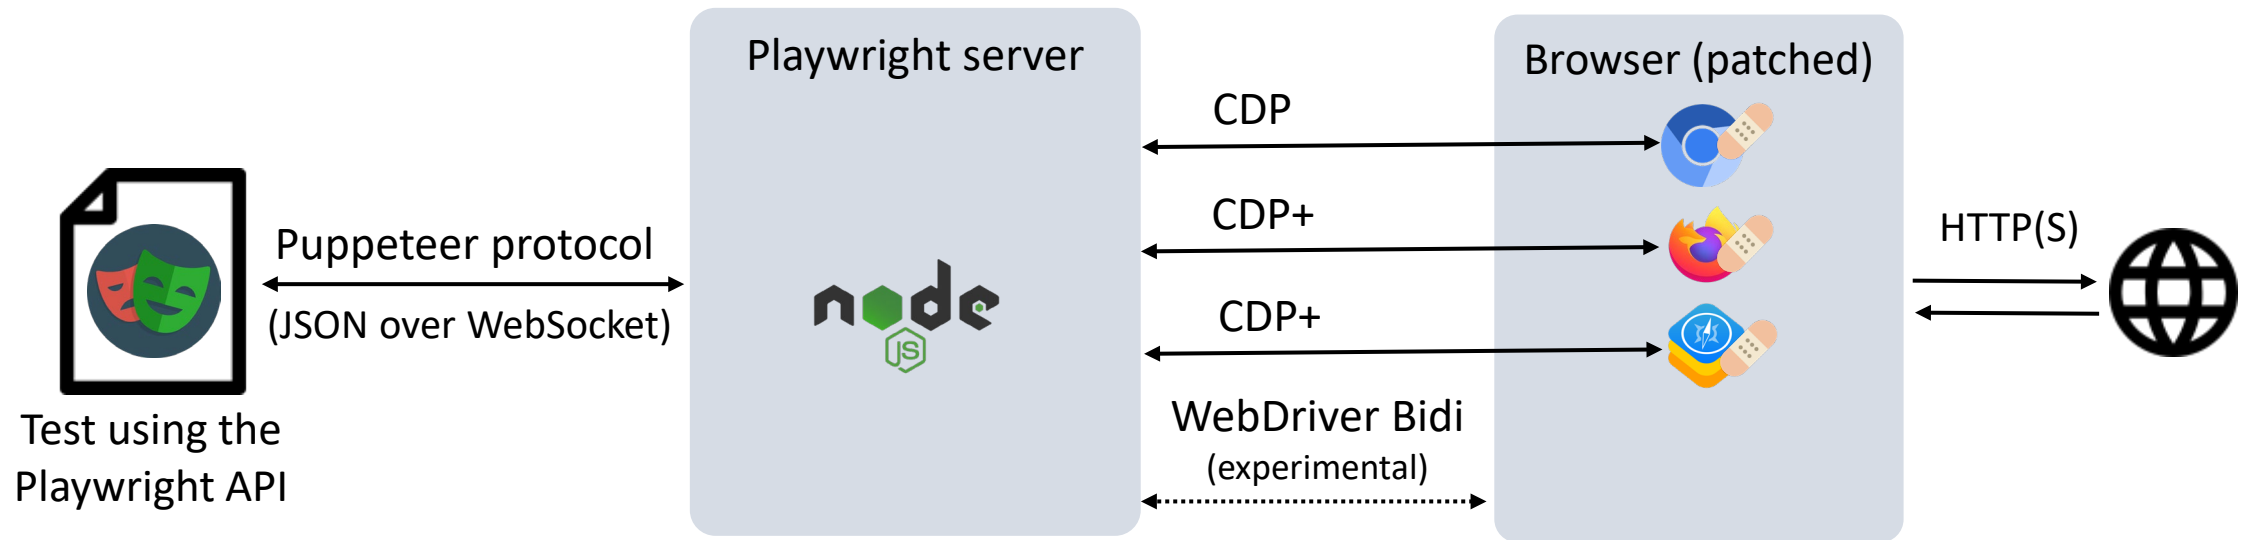 Playwright server
Browser (patched)
CDP
CDP+
HTTP(S)
Puppeteer protocol
(JSON over WebSocket)
node
JS
CDP+
Test using the
Playwright API
WebDriver Bidi
(experimental)